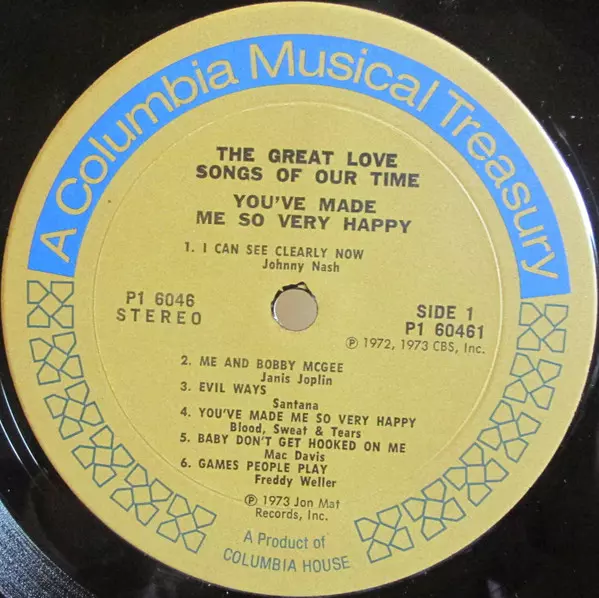 A Columbia Musical Treasury
THE GREAT LOVE
SONGS OF OUR TIME
YOU'VE MADE
ME SO VERY HAPPY
1. I CAN SEE CLEARLY NOW
Johnny Nash
P1 6046
STEREO
SIDE 1
P1 60461
℗ 1972, 1973 CBS, Inc.
2. ME AND BOBBY MCGEE
Janis Joplin
3. EVIL WAYS
Santana
4. YOU'VE MADE ME SO VERY HAPPY
Blood, Sweat & Tears
5. BABY DON'T GET HOOKED ON ME
Mac Davis
6. GAMES PEOPLE PLAY
Freddy Weller
℗ 1973 Jon Mat
Records, Inc.
A Product of
COLUMBIA HOUSE